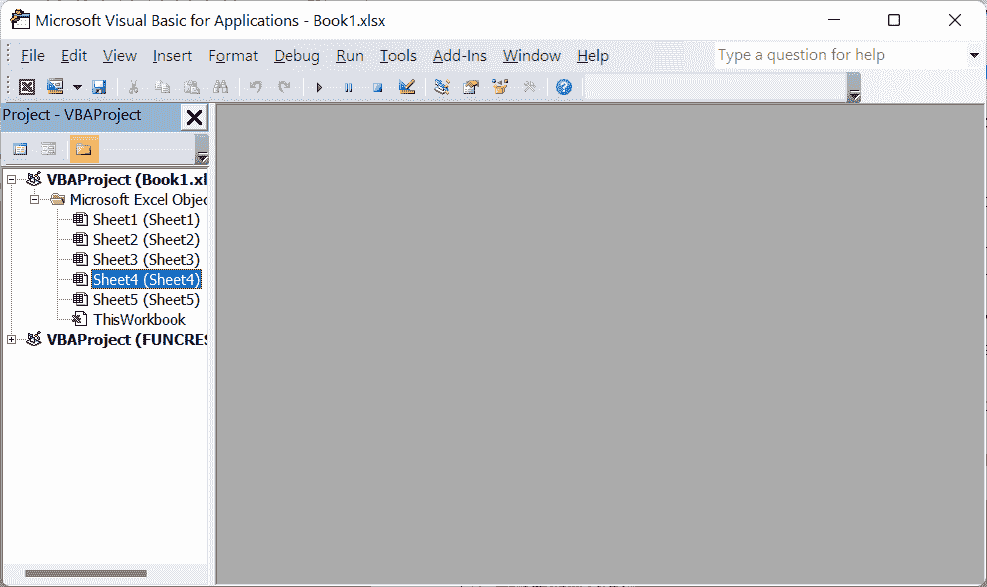 Microsoft Visual Basic for Applications - Book1.xlsx
File Edit View Insert Format Debug Run Tools Add-Ins Window Help Type a question for help
Project - VBAProject
VBAProject (Book1.xl
Microsoft Excel Objec
Sheet1 (Sheet1)
Sheet2 (Sheet2)
Sheet3 (Sheet3)
Sheet4 (Sheet4)
Sheet5 (Sheet5)
ThisWorkbook
VBAProject (FUNCRES